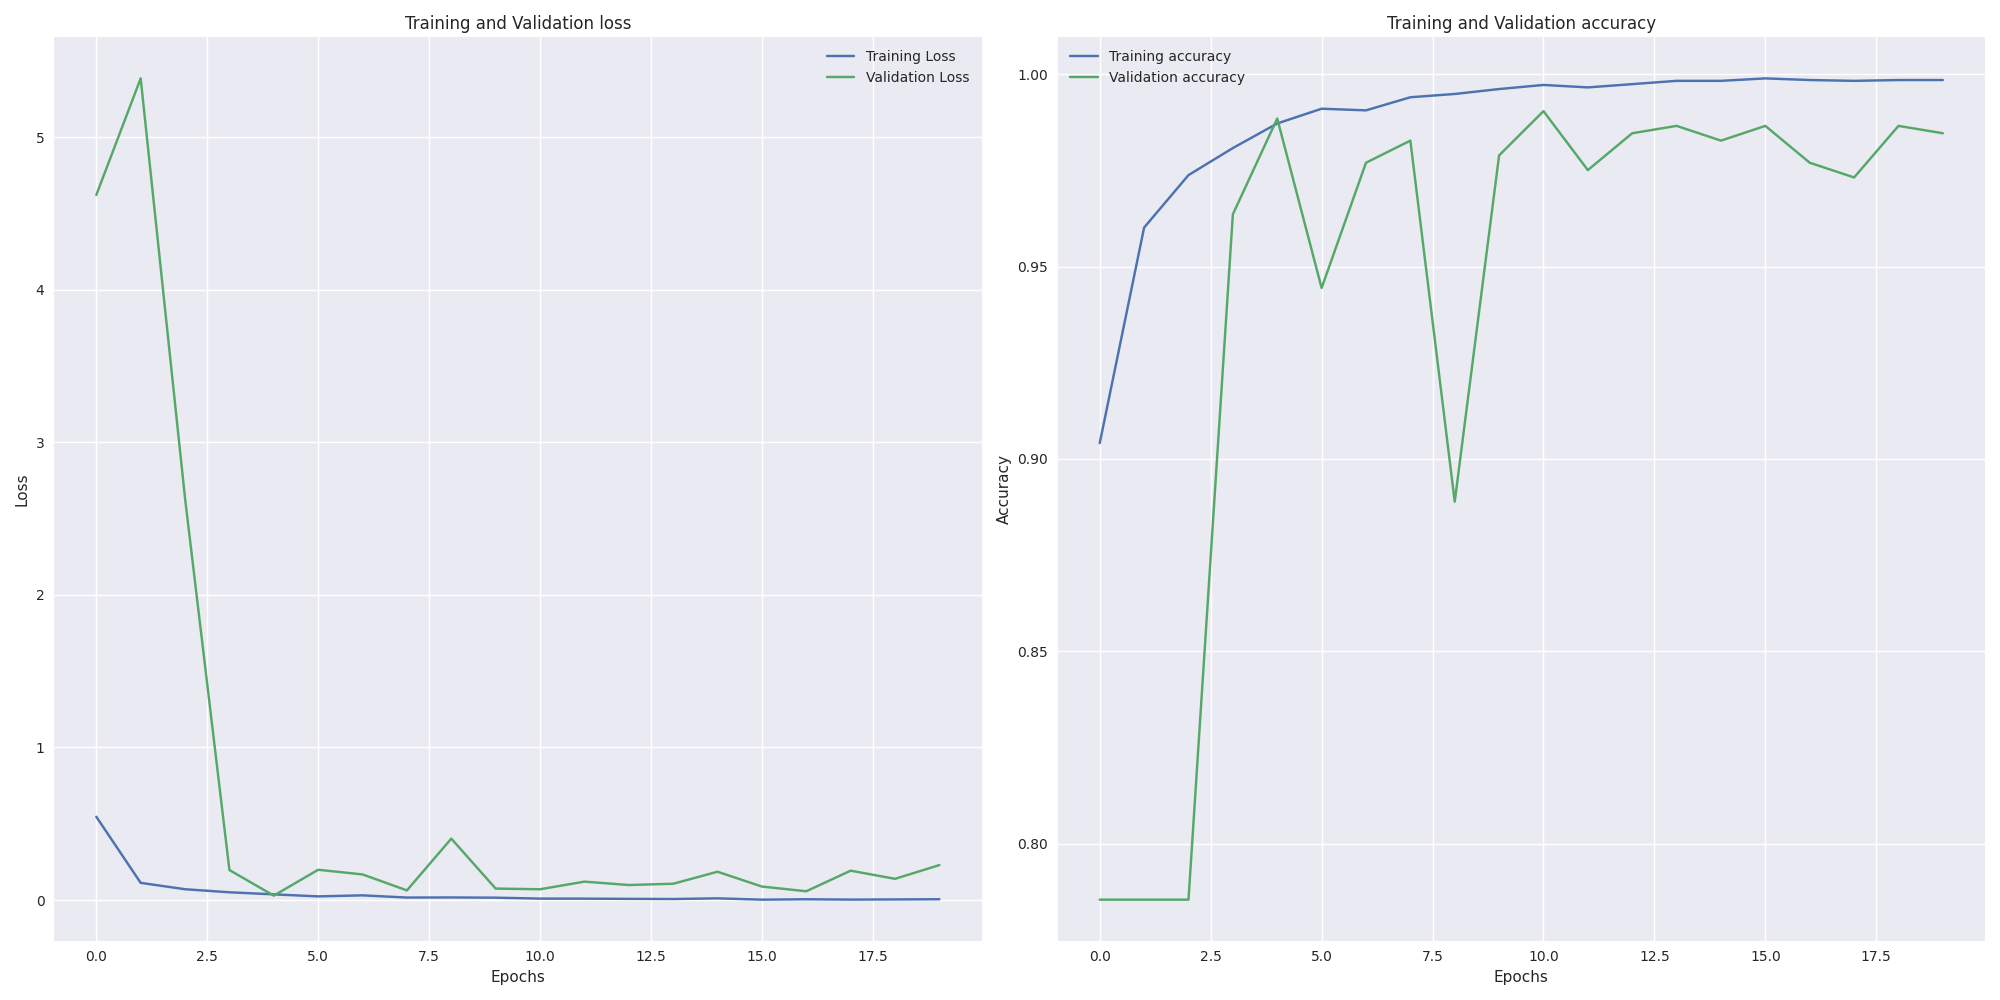 Training and Validation loss
Training Loss
Validation Loss
5
4
3
2
1
0
Loss
0.0 2.5 5.0 7.5 10.0 12.5 15.0 17.5
Epochs
Training and Validation accuracy
Training accuracy
Validation accuracy
1.00
0.95
0.90
0.85
0.80
Accuracy
0.0 2.5 5.0 7.5 10.0 12.5 15.0 17.5
Epochs